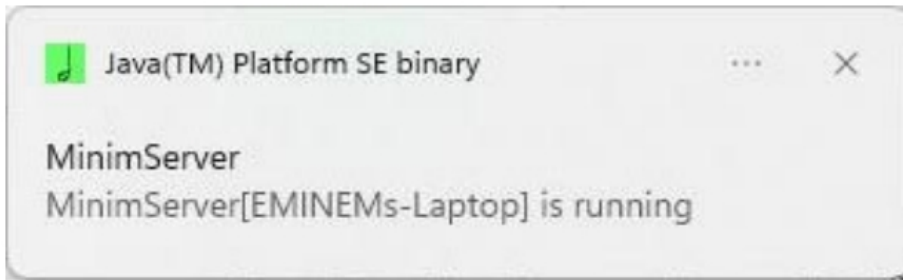 Java(TM) Platform SE binary
MinimServer
MinimServer[EMINEMs-Laptop] is running